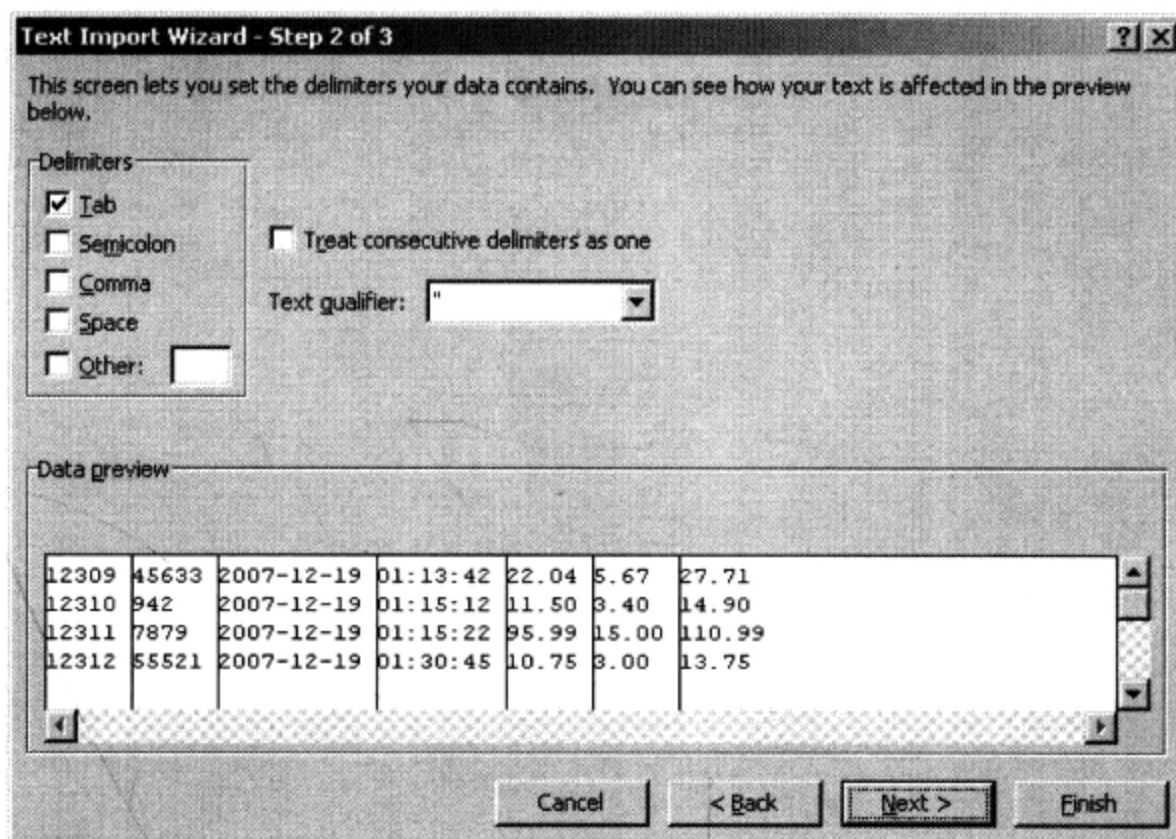 Text Import Wizard - Step 2 of 3
This screen lets you set the delimiters your data contains. You can see how your text is affected in the preview
below.
Delimiters
Tab
Semicolon
Comma
Space
Other:
Treat consecutive delimiters as one
Text qualifier: "
Data preview
12309 45633 2007-12-19 01:13:42 22.04 5.67 27.71
12310 942 2007-12-19 01:15:12 11.50 3.40 14.90
12311 7879 2007-12-19 01:15:22 95.99 15.00 110.99
12312 55521 2007-12-19 01:30:45 10.75 3.00 13.75
Cancel < Back Next > Finish